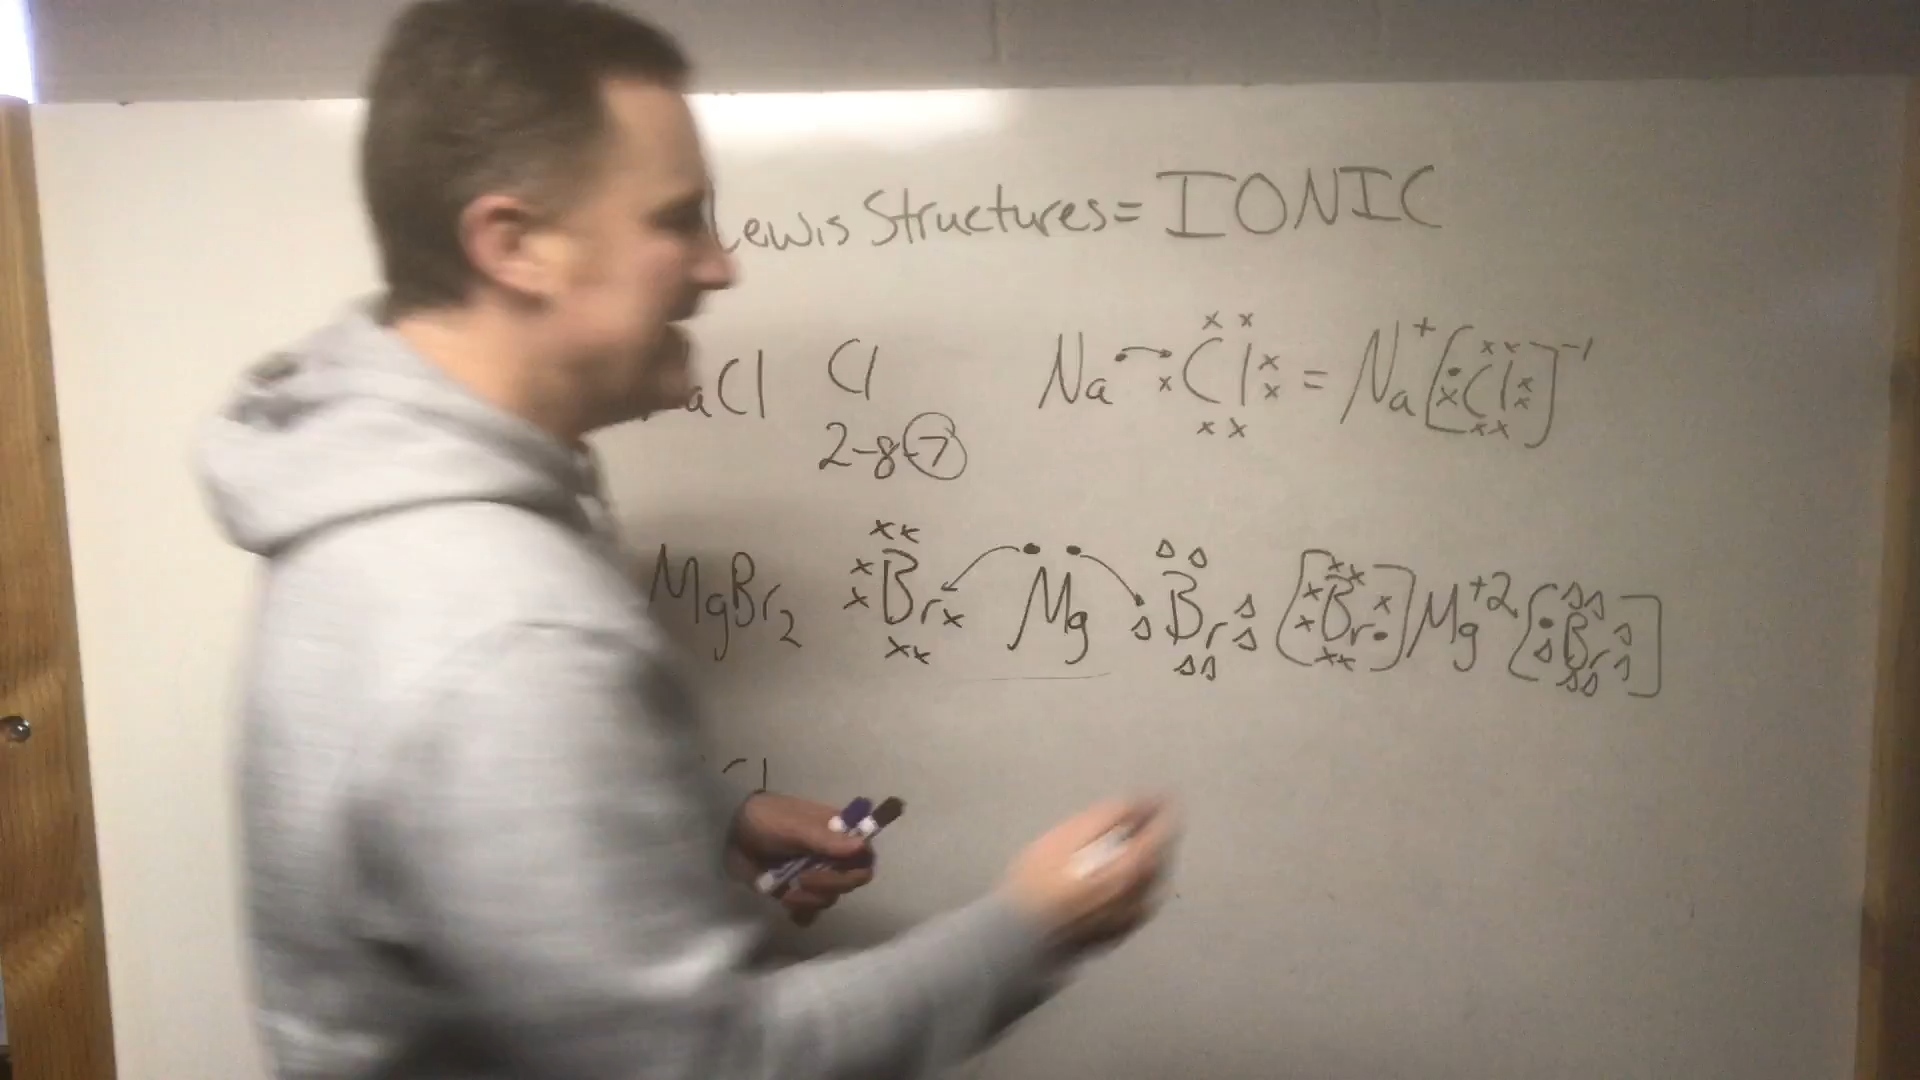 Lewis Structures = IONIC
aCl Cl Na Cl = Na⁺ [Cl]⁻¹
2-8-7
MgBr₂ Br Mg Br [Br] Mg⁺² [Br]